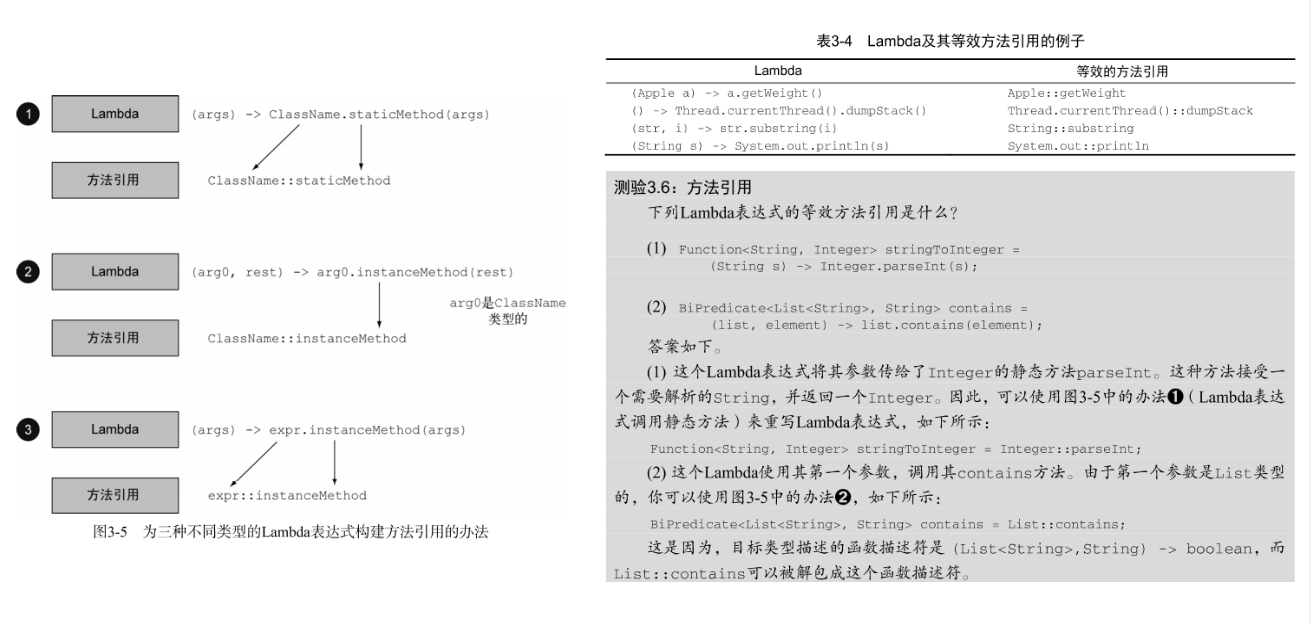 ❶ Lambda (args) -> ClassName.staticMethod(args)
方法引用 ClassName::staticMethod
❷ Lambda (arg0, rest) -> arg0.instanceMethod(rest)
arg0是ClassName
类型的
方法引用 ClassName::instanceMethod
❸ Lambda (args) -> expr.instanceMethod(args)
方法引用 expr::instanceMethod
图3-5 为三种不同类型的Lambda表达式构建方法引用的办法
表3-4 Lambda及其等效方法引用的例子
Lambda 等效的方法引用
(Apple a) -> a.getWeight() Apple::getWeight
() -> Thread.currentThread().dumpStack() Thread.currentThread()::dumpStack
(str, i) -> str.substring(i) String::substring
(String s) -> System.out.println(s) System.out::println
测验3.6：方法引用
下列Lambda表达式的等效方法引用是什么？
(1) Function<String, Integer> stringToInteger =
(String s) -> Integer.parseInt(s);
(2) BiPredicate<List<String>, String> contains =
(list, element) -> list.contains(element);
答案如下。
(1) 这个Lambda表达式将其参数传给了Integer的静态方法parseInt。这种方法接受一
个需要解析的String，并返回一个Integer。因此，可以使用图3-5中的办法❶（Lambda表达
式调用静态方法）来重写Lambda表达式，如下所示：
Function<String, Integer> stringToInteger = Integer::parseInt;
(2) 这个Lambda使用其第一个参数，调用其contains方法。由于第一个参数是List类型
的，你可以使用图3-5中的办法❷，如下所示：
BiPredicate<List<String>, String> contains = List::contains;
这是因为，目标类型描述的函数描述符是 (List<String>,String) -> boolean，而
List::contains可以被解包成这个函数描述符。